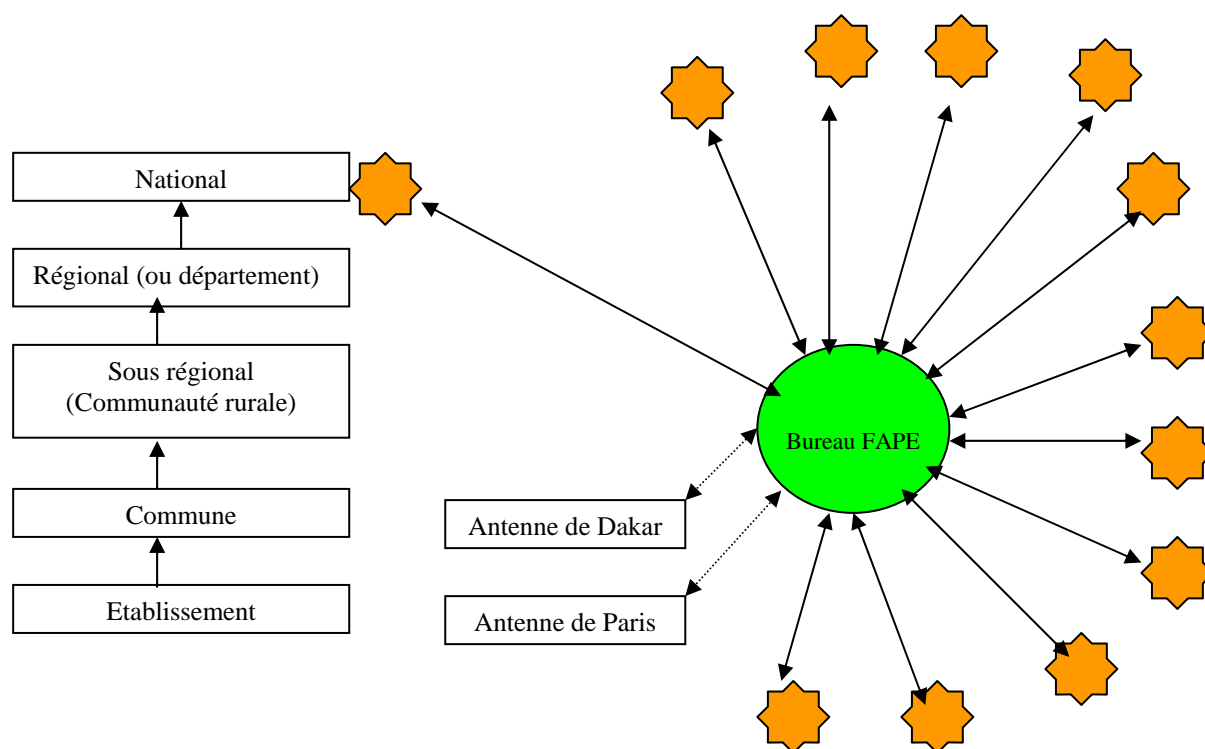 National
Régional (ou département)
Sous régional
(Communauté rurale)
Commune
Etablissement
Bureau FAPE
Antenne de Dakar
Antenne de Paris